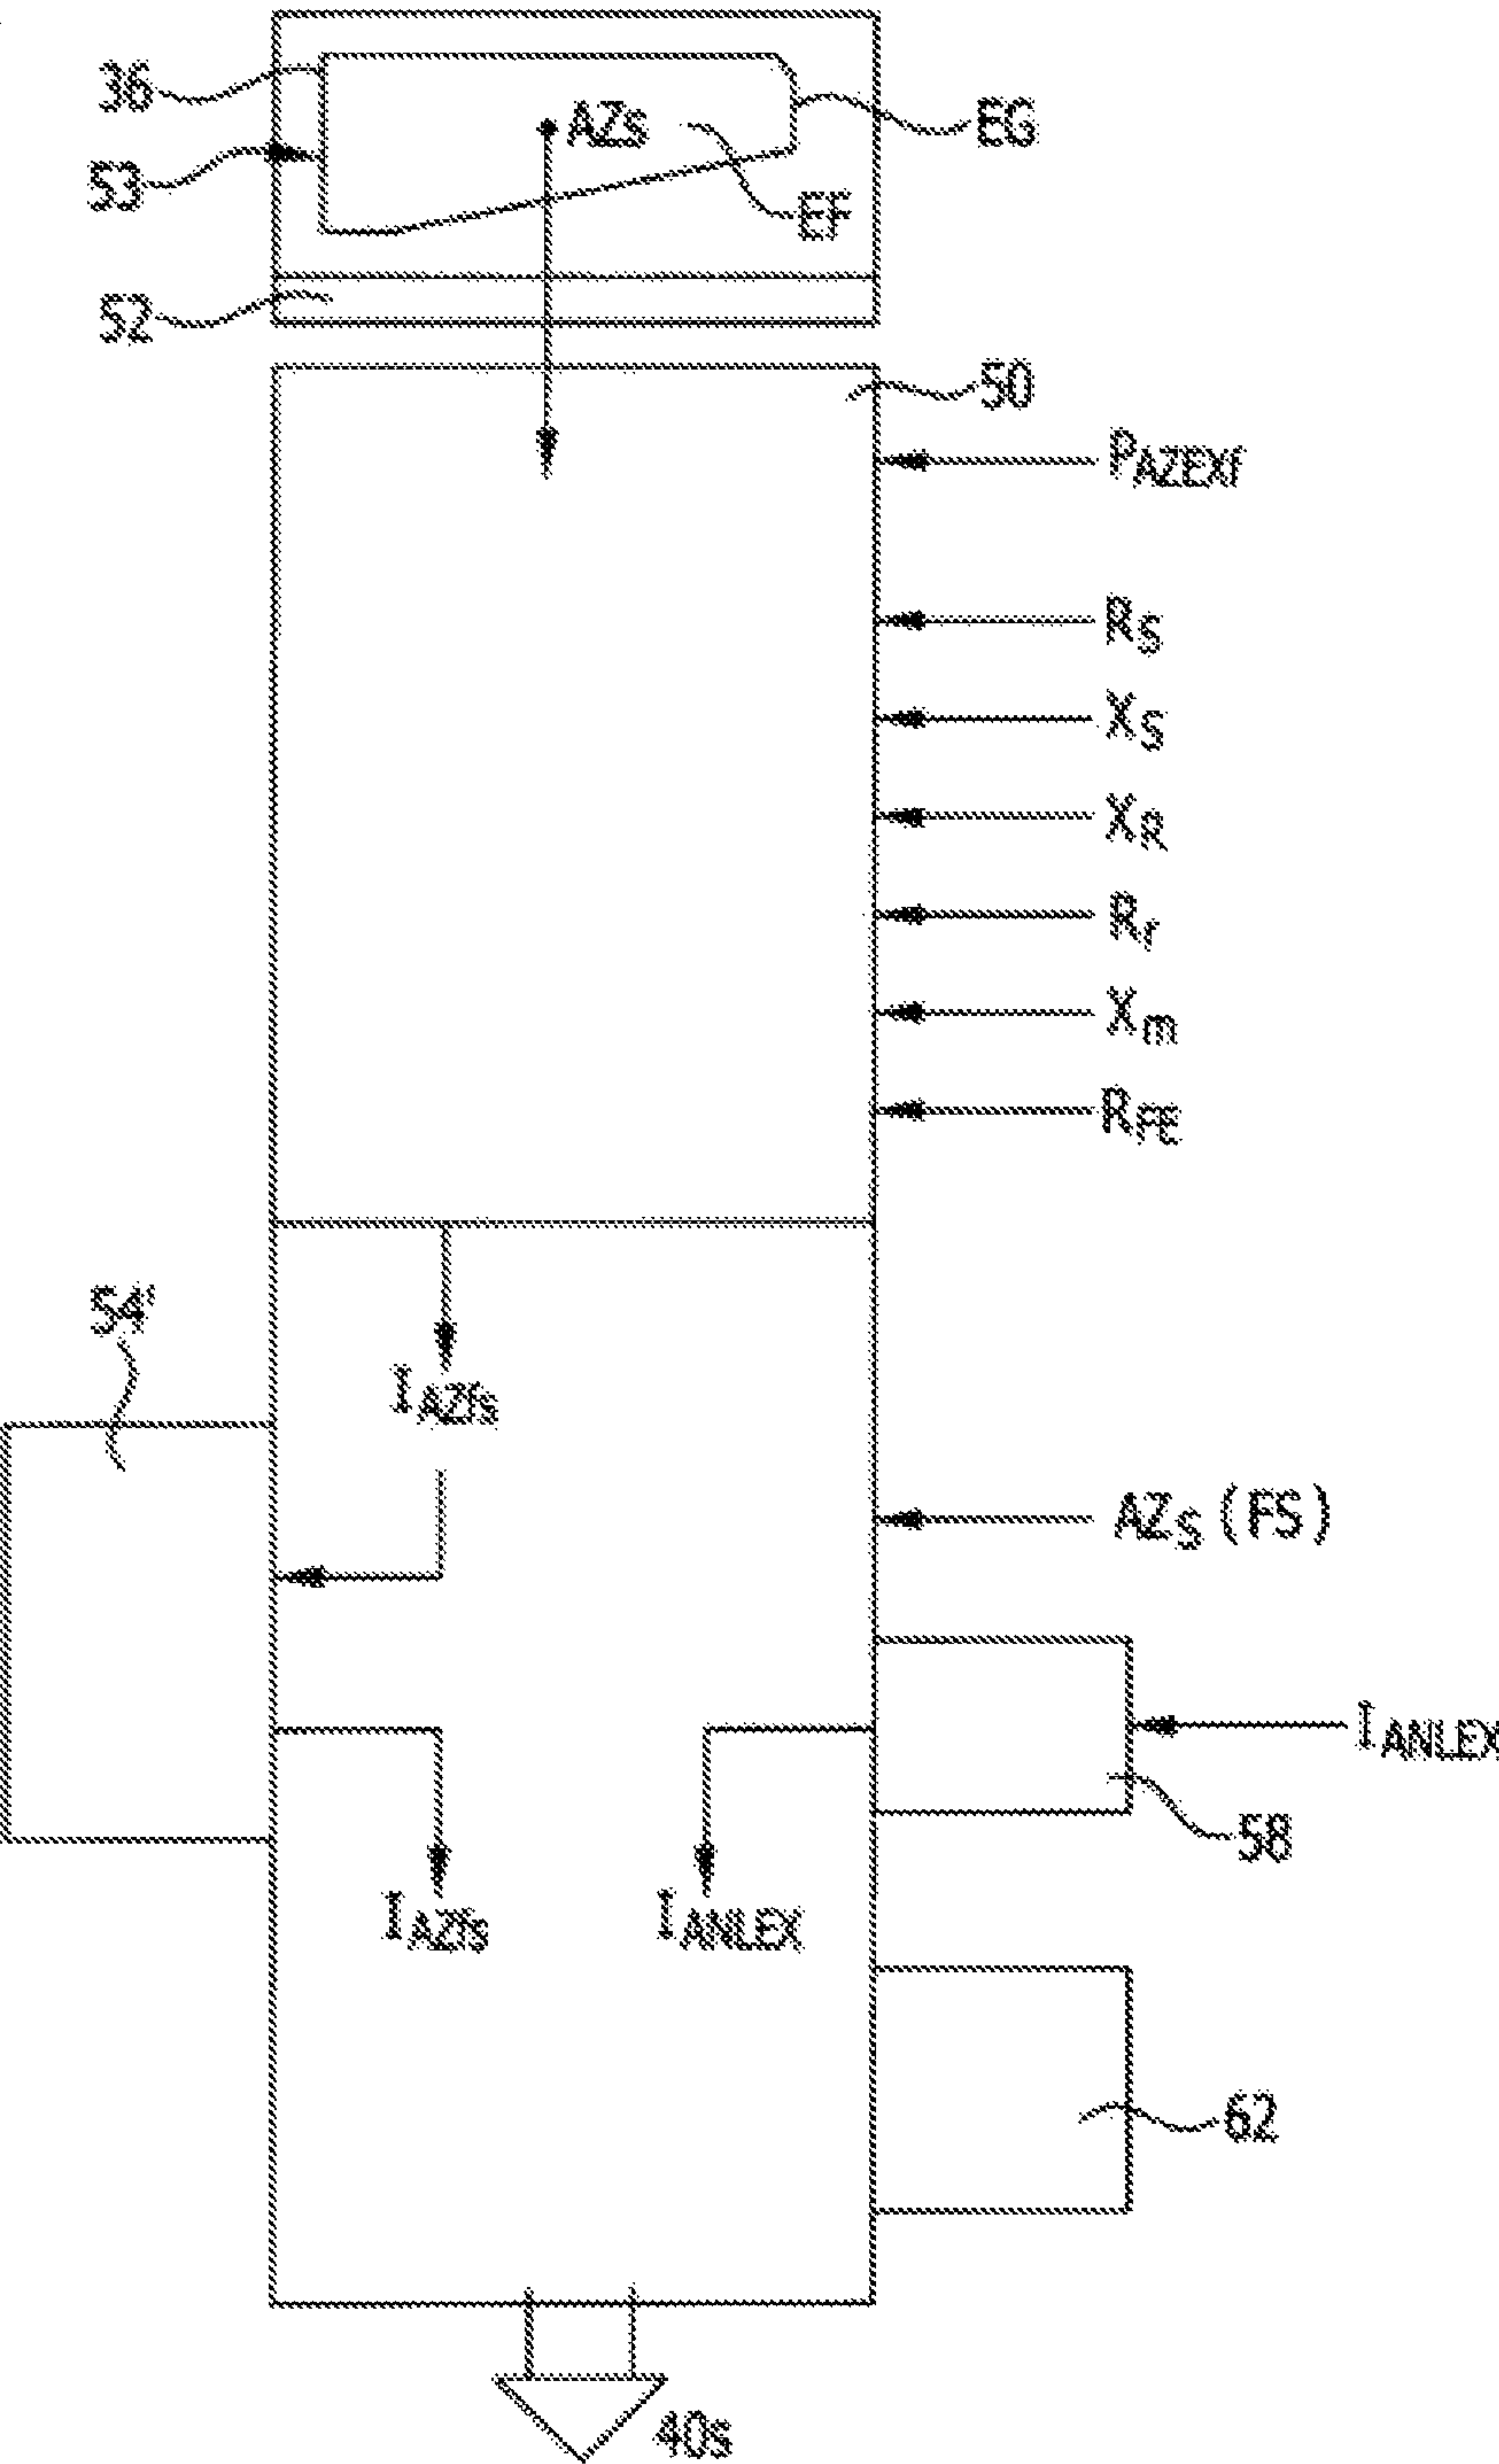 36
AZs
EG
53
EF
52
50
PAZEXf
RS
XS
XR
Rr
Xm
RFE
54'
IAZfs
AZS (FS)
IANLEX
58
IAZfs
IANLEX
62
40s